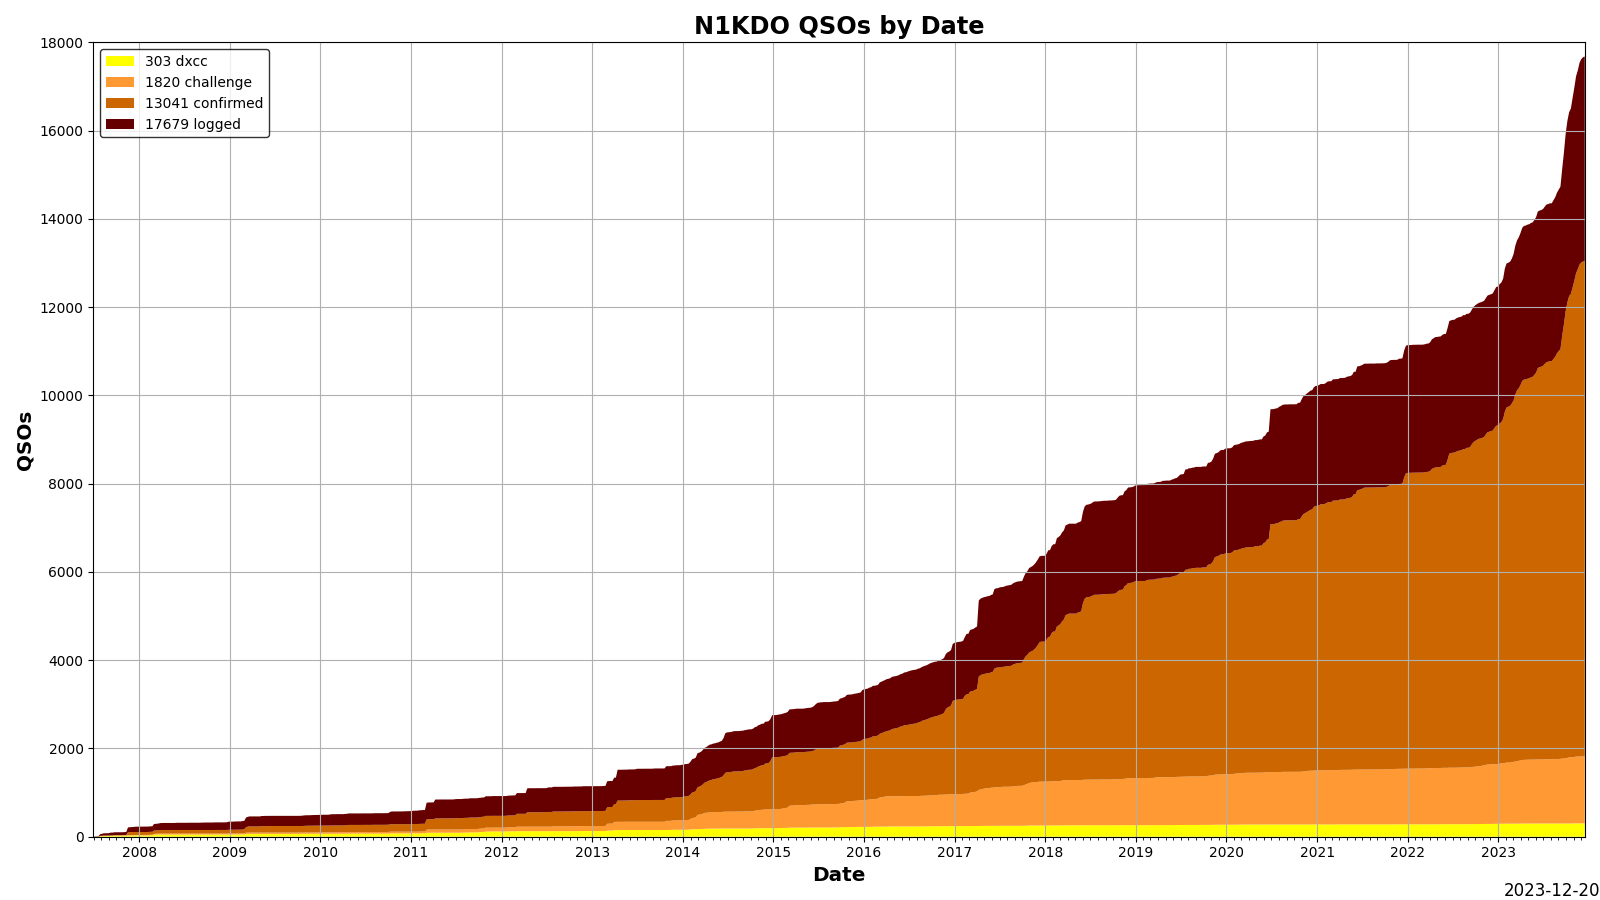 N1KDO QSOs by Date
303 dxcc
1820 challenge
13041 confirmed
17679 logged
18000
16000
14000
12000
10000
8000
6000
4000
2000
0
QSOs
2008 2009 2010 2011 2012 2013 2014 2015 2016 2017 2018 2019 2020 2021 2022 2023
Date
2023-12-20